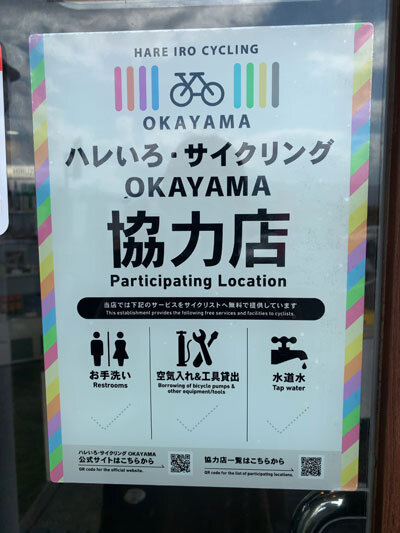 HARE IRO CYCLING
OKAYAMA
ハレいろ・サイクリング
OKAYAMA
協力店
Participating Location
当店では下記のサービスをサイクリストへ無料で提供しています
This establishment provides the following free services and facilities to cyclists.
お手洗い
Restrooms
空気入れ&工具貸出
Borrowing of bicycle pumps &
other equipment/tools
水道水
Tap water
ハレいろ・サイクリング OKAYAMA
公式サイトはこちらから
QR code for the official website.
協力店一覧はこちらから
QR code for the list of participating locations.